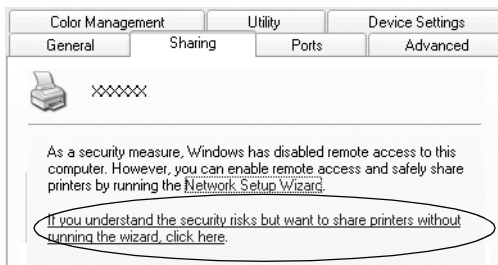 Color Management Utility Device Settings
General Sharing Ports Advanced
XXXXXX
As a security measure, Windows has disabled remote access to this
computer. However, you can enable remote access and safely share
printers by running the Network Setup Wizard.
If you understand the security risks but want to share printers without
running the wizard, click here.